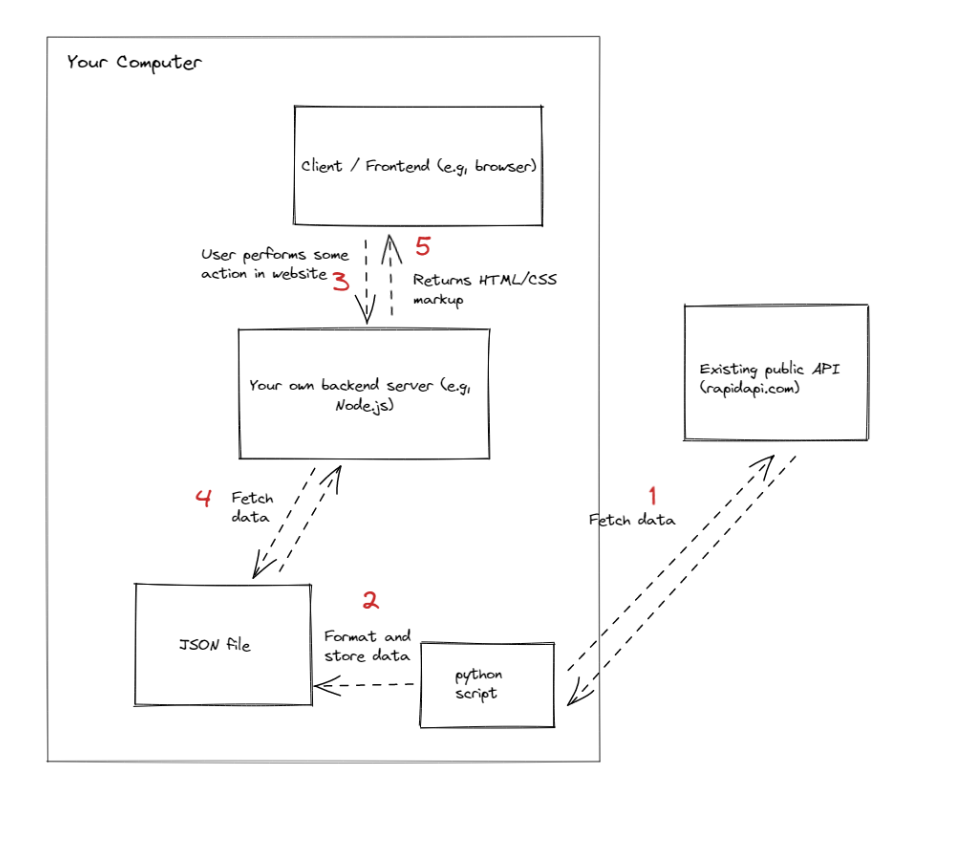 Your Computer
Client / Frontend (e.g, browser)
User performs some
action in website
3
5
Returns HTML/CSS
markup
Your own backend server (e.g,
Node.js)
Existing public API
(rapidapi.com)
4
Fetch
data
1
Fetch data
JSON file
2
Format and
store data
python
script